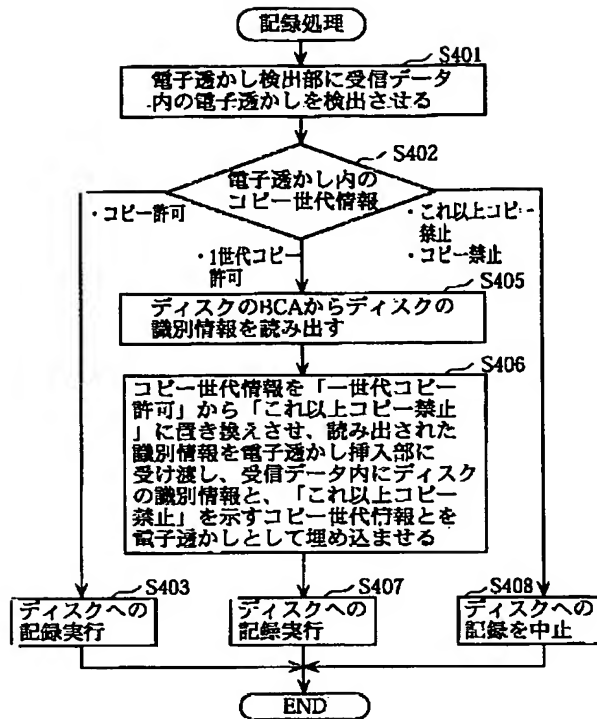 記録処理
S401
電子透かし検出部に受信データ
内の電子透かしを検出させる
S402
電子透かし内の
コピー世代情報
・コピー許可
・1世代コピー
許可
・これ以上コピー
禁止
・コピー禁止
S405
ディスクのBCAからディスクの
識別情報を読み出す
S406
コピー世代情報を「一世代コピー
許可」から「これ以上コピー禁止
」に置き換えさせ、読み出された
識別情報を電子透かし挿入部に
受け渡し、受信データ内にディスク
の識別情報と、「これ以上コピー
禁止」を示すコピー世代情報とを
電子透かしとして埋め込ませる
S403
ディスクへの
記録実行
S407
ディスクへの
記録実行
S408
ディスクへの
記録を中止
END